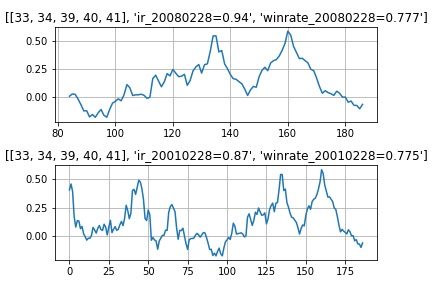 [[33, 34, 39, 40, 41], 'ir_20080228=0.94', 'winrate_20080228=0.777']
0.50
0.25
0.00
80 100 120 140 160 180
[[33, 34, 39, 40, 41], 'ir_20010228=0.87', 'winrate_20010228=0.775']
0.50
0.25
0.00
0 25 50 75 100 125 150 175